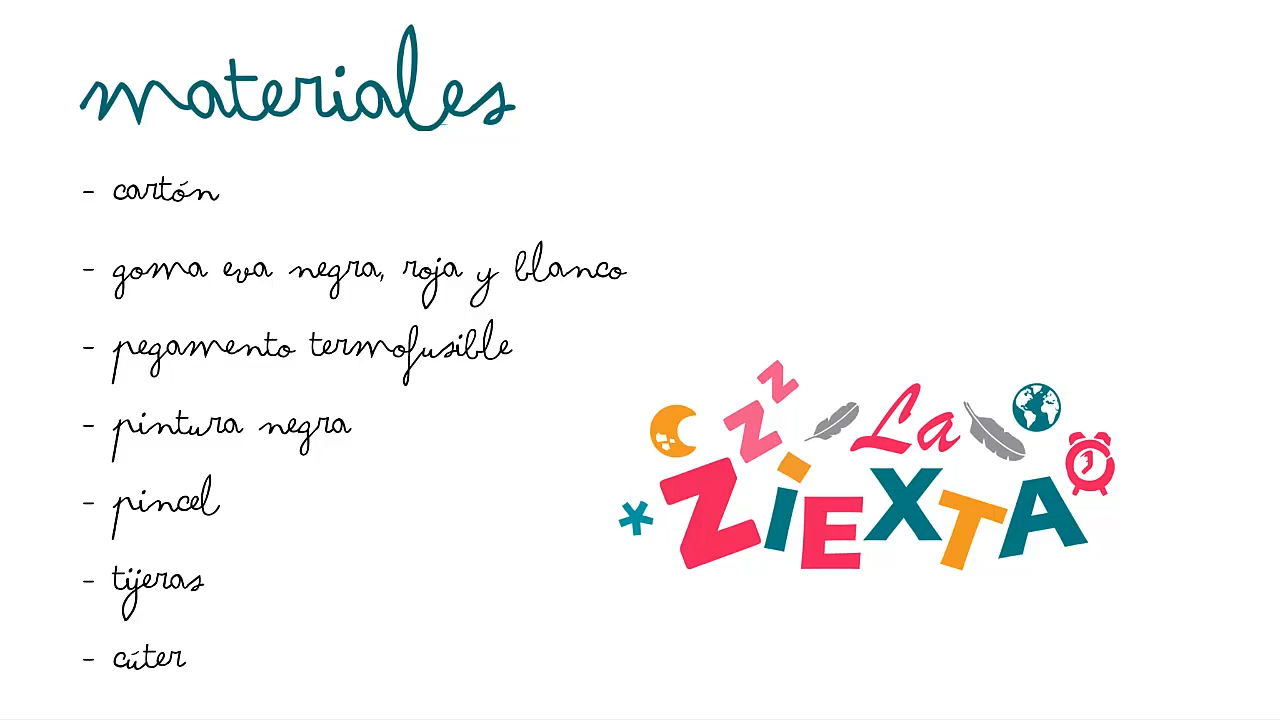 materiales
- cartón
- goma eva negra, roja y blanco
- pegamento termofusible
- pintura negra
- pincel
- tijeras
- cúter
Z Z
La
ZIEXTA